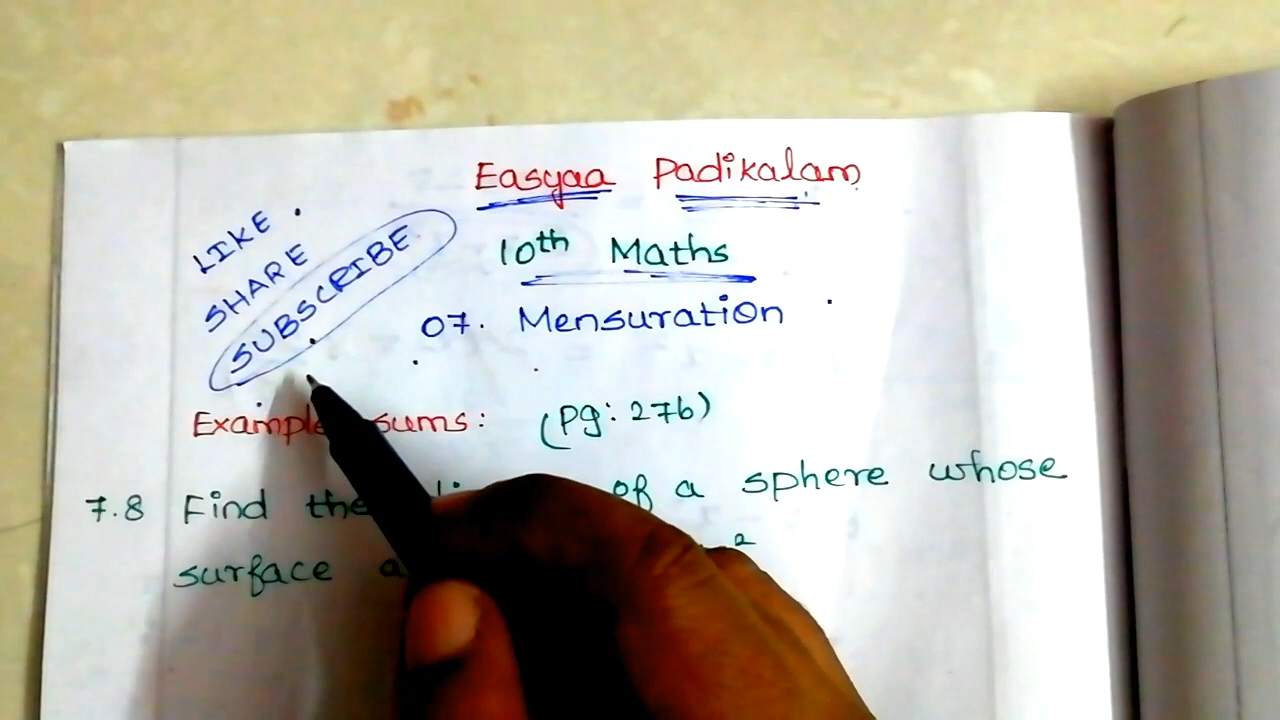 Easyaa Padikalam
LIKE.
SHARE
SUBSCRIBE
10th Maths
07. Mensuration
Example sums: (Pg: 276)
7.8 Find the of a sphere whose
surface 2